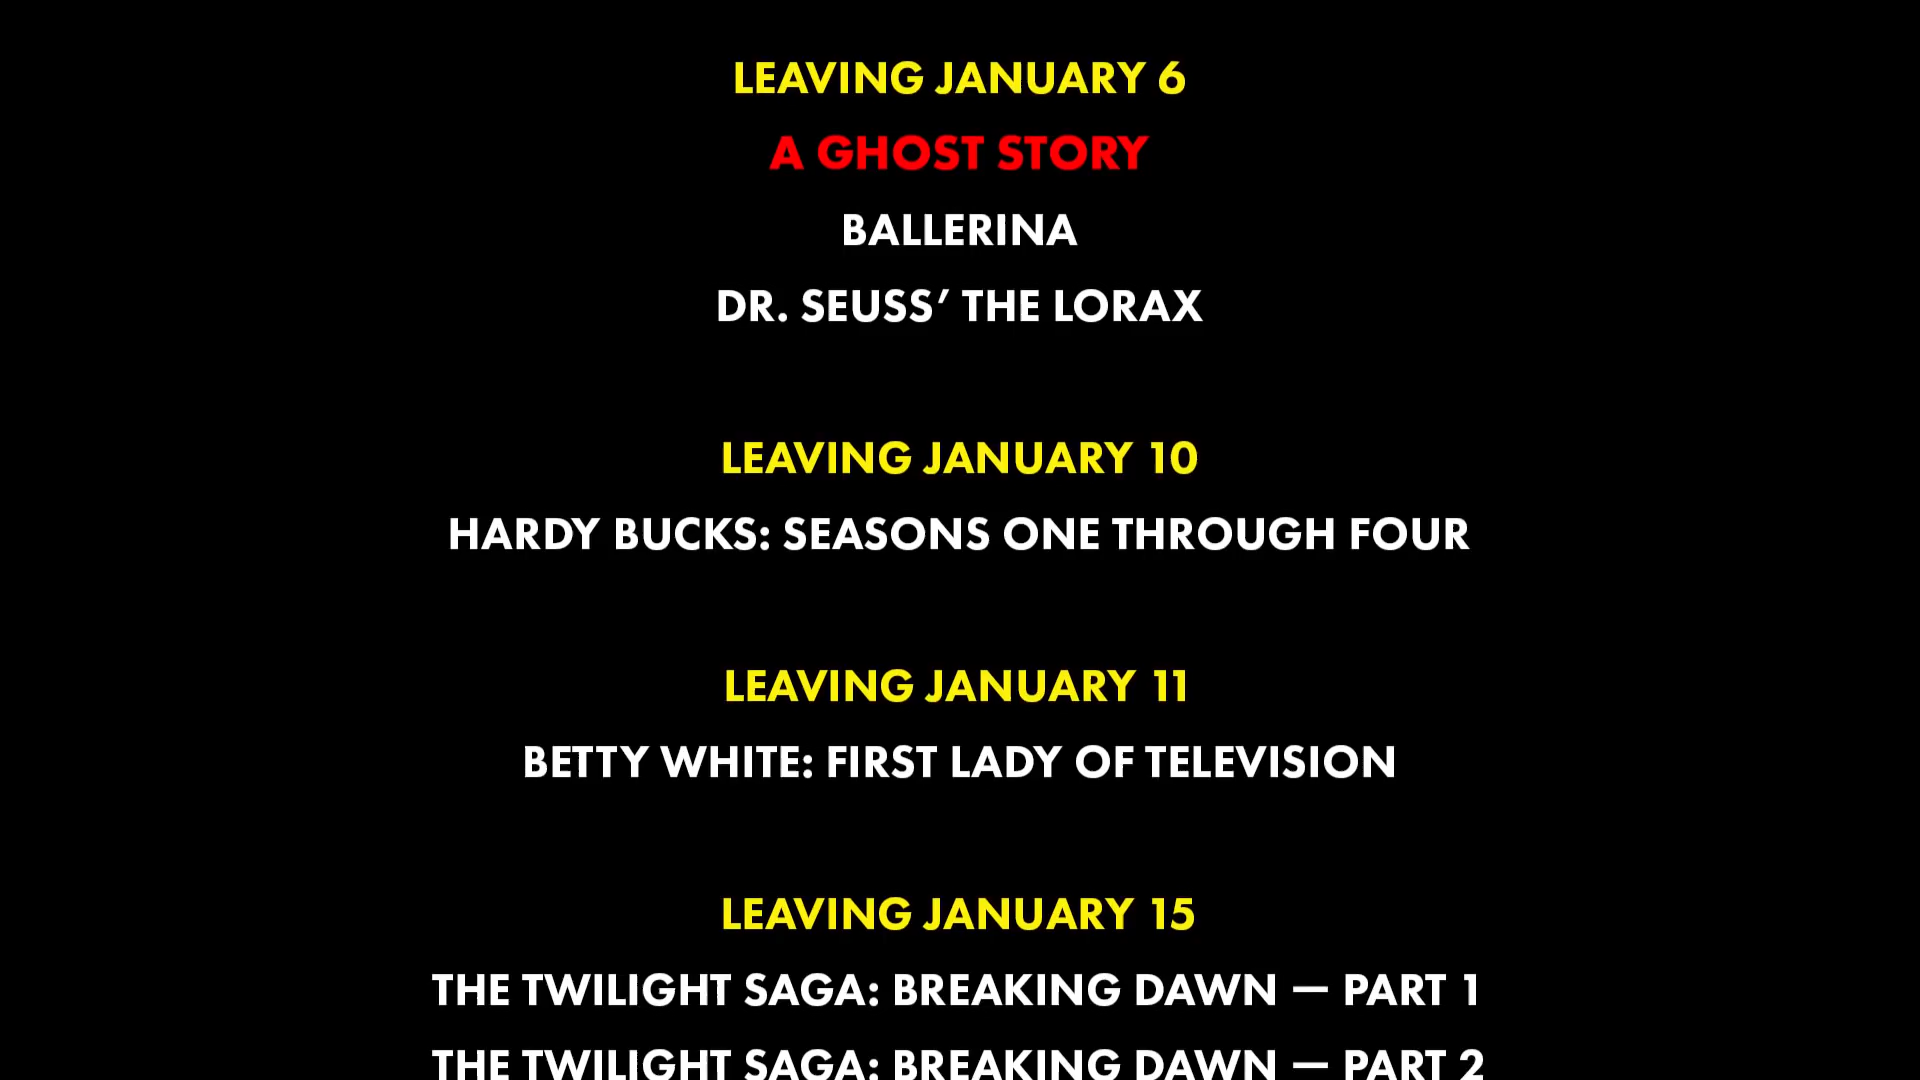 LEAVING JANUARY 6
A GHOST STORY
BALLERINA
DR. SEUSS’ THE LORAX
LEAVING JANUARY 10
HARDY BUCKS: SEASONS ONE THROUGH FOUR
LEAVING JANUARY 11
BETTY WHITE: FIRST LADY OF TELEVISION
LEAVING JANUARY 15
THE TWILIGHT SAGA: BREAKING DAWN — PART 1
THE TWILIGHT SAGA: BREAKING DAWN — PART 2